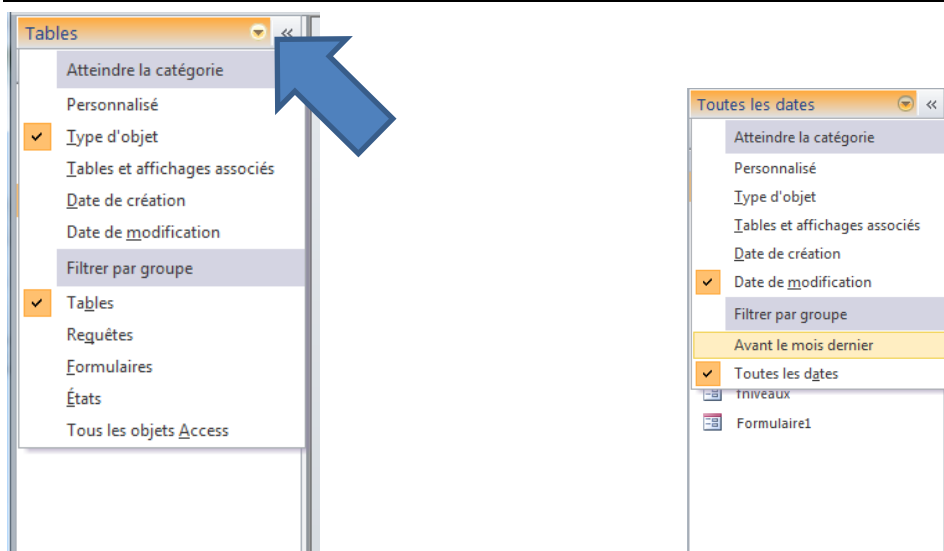 Tables
«
Atteindre la catégorie
Personnalisé
Type d'objet
Tables et affichages associés
Date de création
Date de modification
Filtrer par groupe
Tables
Requêtes
Formulaires
États
Tous les objets Access
Toutes les dates «
Atteindre la catégorie
Personnalisé
Type d'objet
Tables et affichages associés
Date de création
Date de modification
Filtrer par groupe
Avant le mois dernier
Toutes les dates
fniveaux
Formulaire1